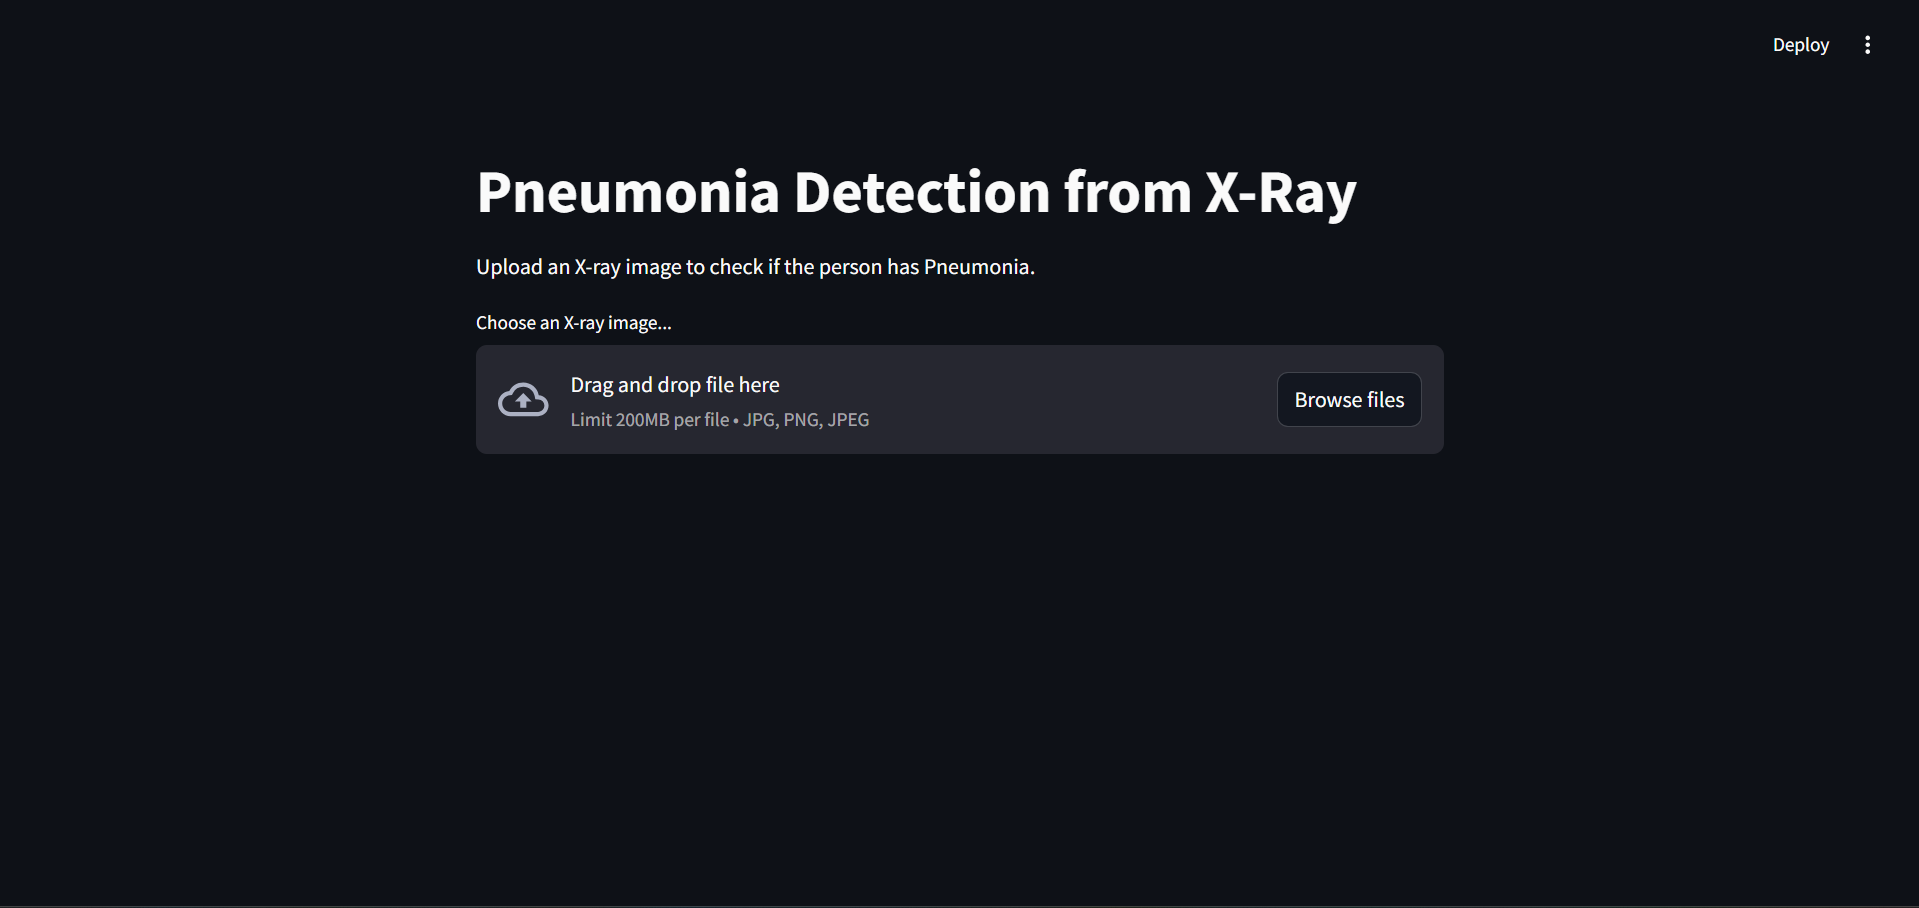 Deploy
Pneumonia Detection from X-Ray
Upload an X-ray image to check if the person has Pneumonia.
Choose an X-ray image...
Drag and drop file here
Limit 200MB per file • JPG, PNG, JPEG
Browse files